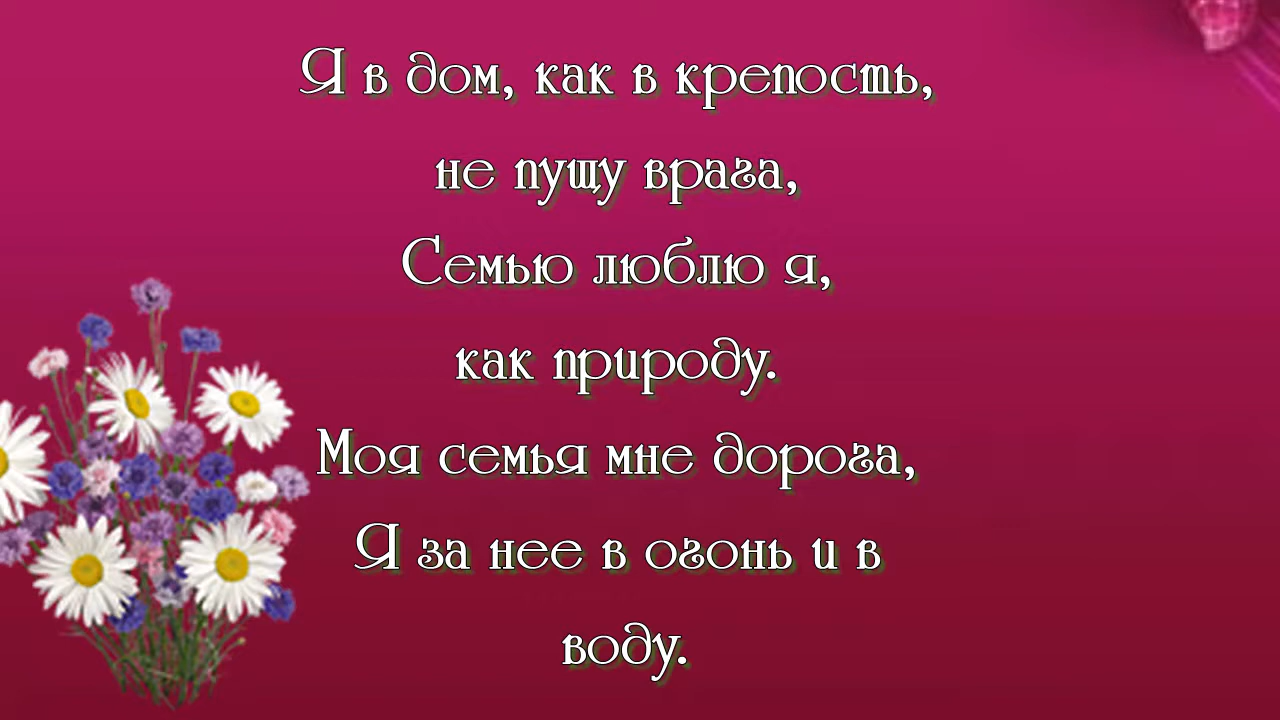 Я в дом, как в крепость,
не пущу врага,
Семью люблю я,
как природу.
Моя семья мне дорога,
Я за нее в огонь и в
воду.